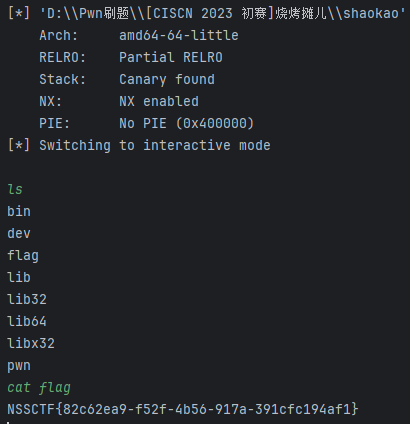 [*] 'D:\\Pwn刷题\\[CISCN 2023 初赛]烧烤摊儿\\shaokao'
    Arch:     amd64-64-little
    RELRO:    Partial RELRO
    Stack:    Canary found
    NX:       NX enabled
    PIE:      No PIE (0x400000)
[*] Switching to interactive mode
ls
bin
dev
flag
lib
lib32
lib64
libx32
pwn
cat flag
NSSCTF{82c62ea9-f52f-4b56-917a-391cfc194af1}